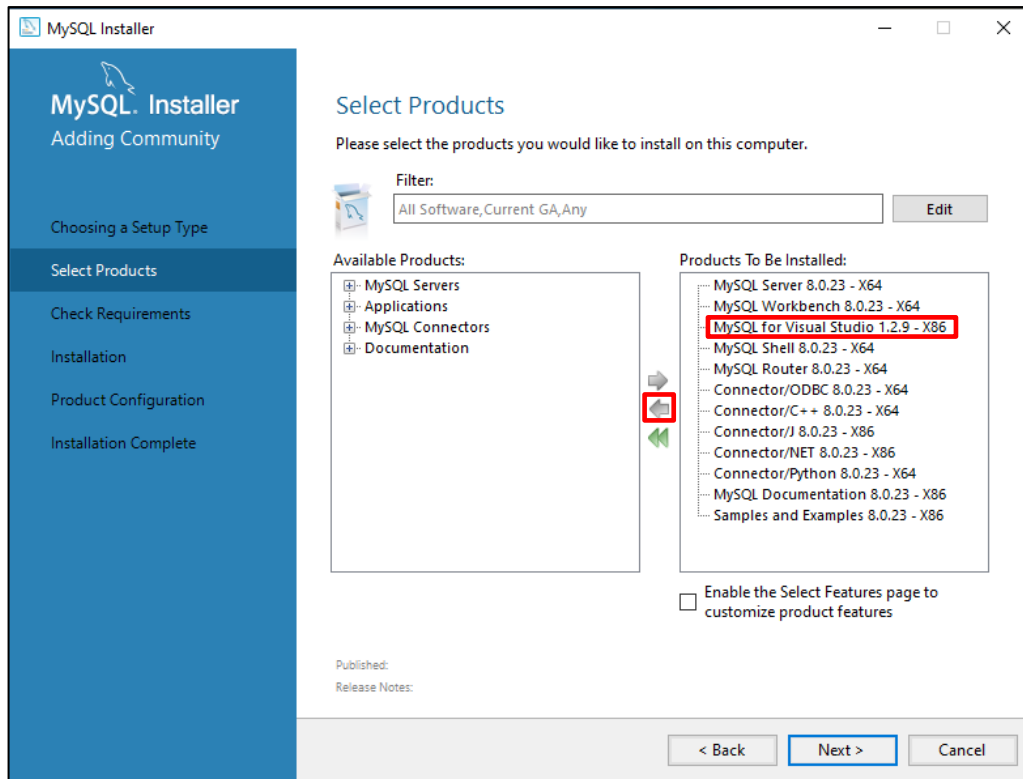 MySQL Installer
MySQL. Installer
Adding Community
Choosing a Setup Type
Select Products
Check Requirements
Installation
Product Configuration
Installation Complete
Select Products
Please select the products you would like to install on this computer.
Filter:
All Software,Current GA,Any
Edit
Available Products:
MySQL Servers
Applications
MySQL Connectors
Documentation
Products To Be Installed:
MySQL Server 8.0.23 - X64
MySQL Workbench 8.0.23 - X64
MySQL for Visual Studio 1.2.9 - X86
MySQL Shell 8.0.23 - X64
MySQL Router 8.0.23 - X64
Connector/ODBC 8.0.23 - X64
Connector/C++ 8.0.23 - X64
Connector/J 8.0.23 - X86
Connector/NET 8.0.23 - X86
Connector/Python 8.0.23 - X64
MySQL Documentation 8.0.23 - X86
Samples and Examples 8.0.23 - X86
Enable the Select Features page to
customize product features
Published:
Release Notes:
< Back
Next >
Cancel